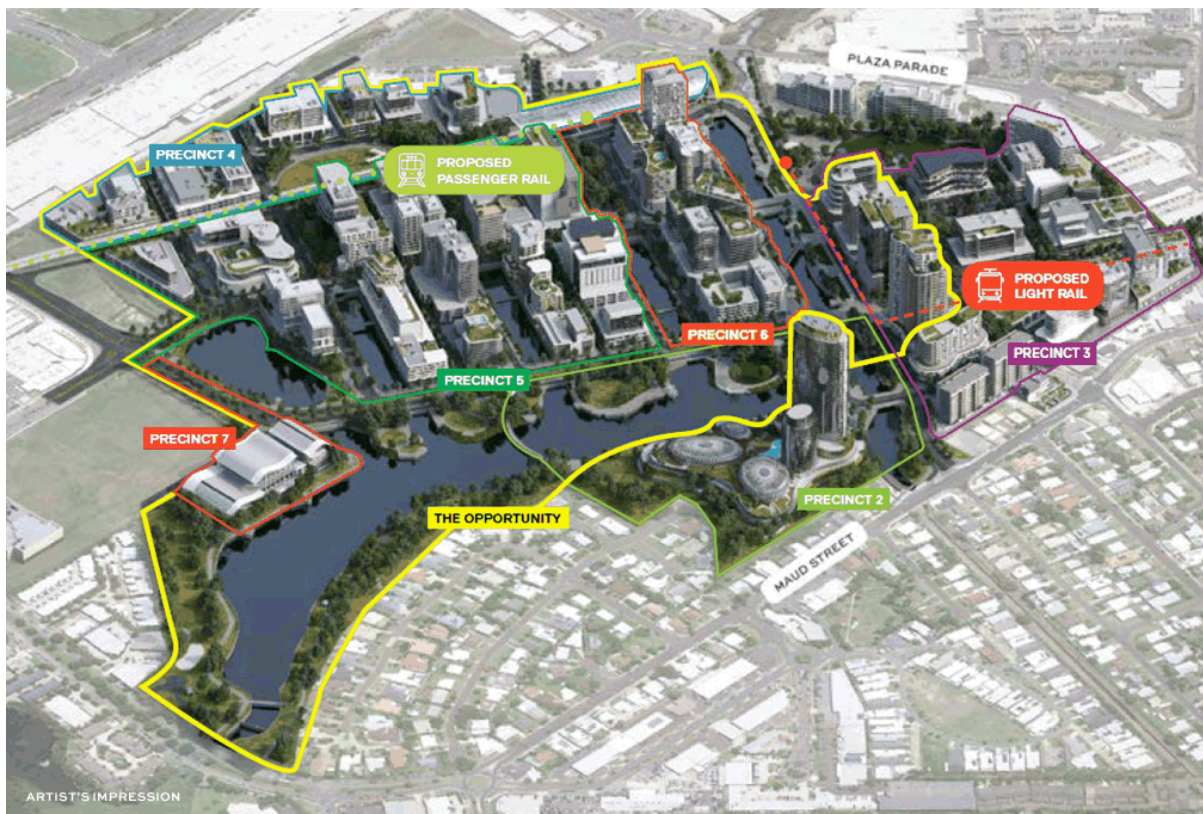 PLAZA PARADE
PRECINCT 4
PROPOSED
PASSENGER RAIL
PROPOSED
LIGHT RAIL
PRECINCT 6
PRECINCT 3
PRECINCT 5
PRECINCT 7
PRECINCT 2
THE OPPORTUNITY
MAUD STREET
ARTIST'S IMPRESSION